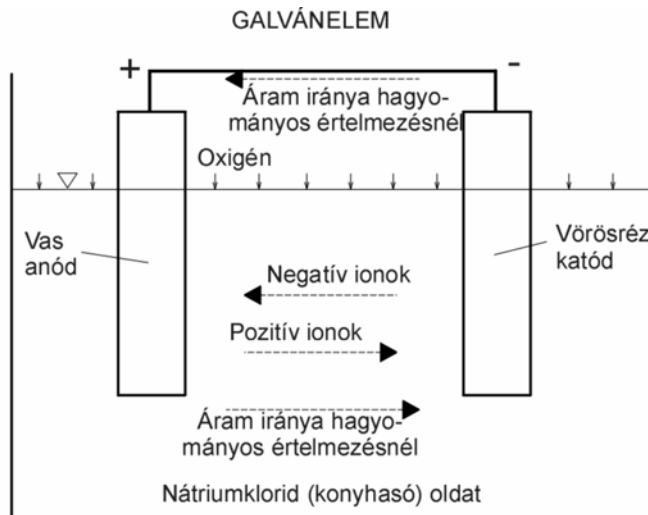 GALVÁNELEM
+
-
Áram iránya hagyo-
mányos értelmezésnél
Oxigén
Vas
anód
Vörösréz
katód
Negatív ionok
Pozitív ionok
Áram iránya hagyo-
mányos értelmezésnél
Nátriumklorid (konyhasó) oldat